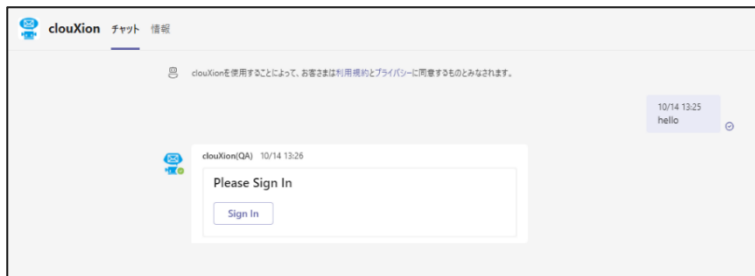 clouXion チャット 情報
clouXionを使用することによって、お客さまは利用規約とプライバシーに同意するものとみなされます。
10/14 13:25
hello
clouXion(QA) 10/14 13:26
Please Sign In
Sign In